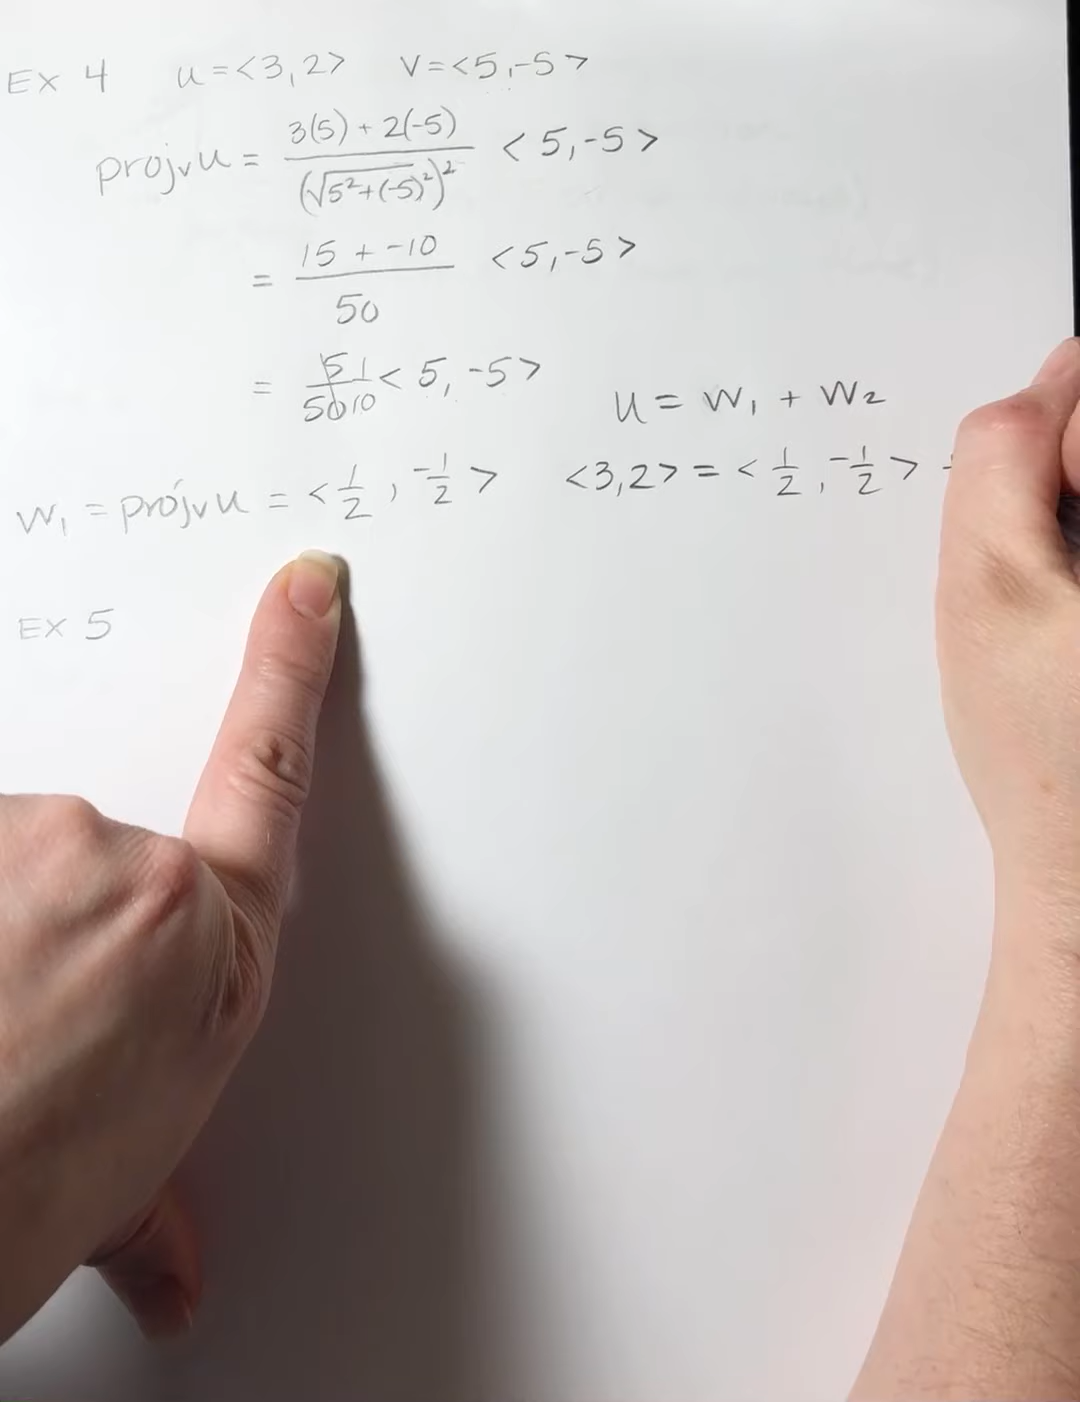 EX 4 u=<3,2> v=<5,-5>
projᵥu = 3(5) + 2(-5) / (√5²+(-5)²)² <5,-5>
= 15 + -10 / 50 <5,-5>
= 5 1 / 50 10 <5,-5>
u = w₁ + w₂
w₁ = projᵥu = <1/2, -1/2> <3,2> = <1/2, -1/2>
EX 5